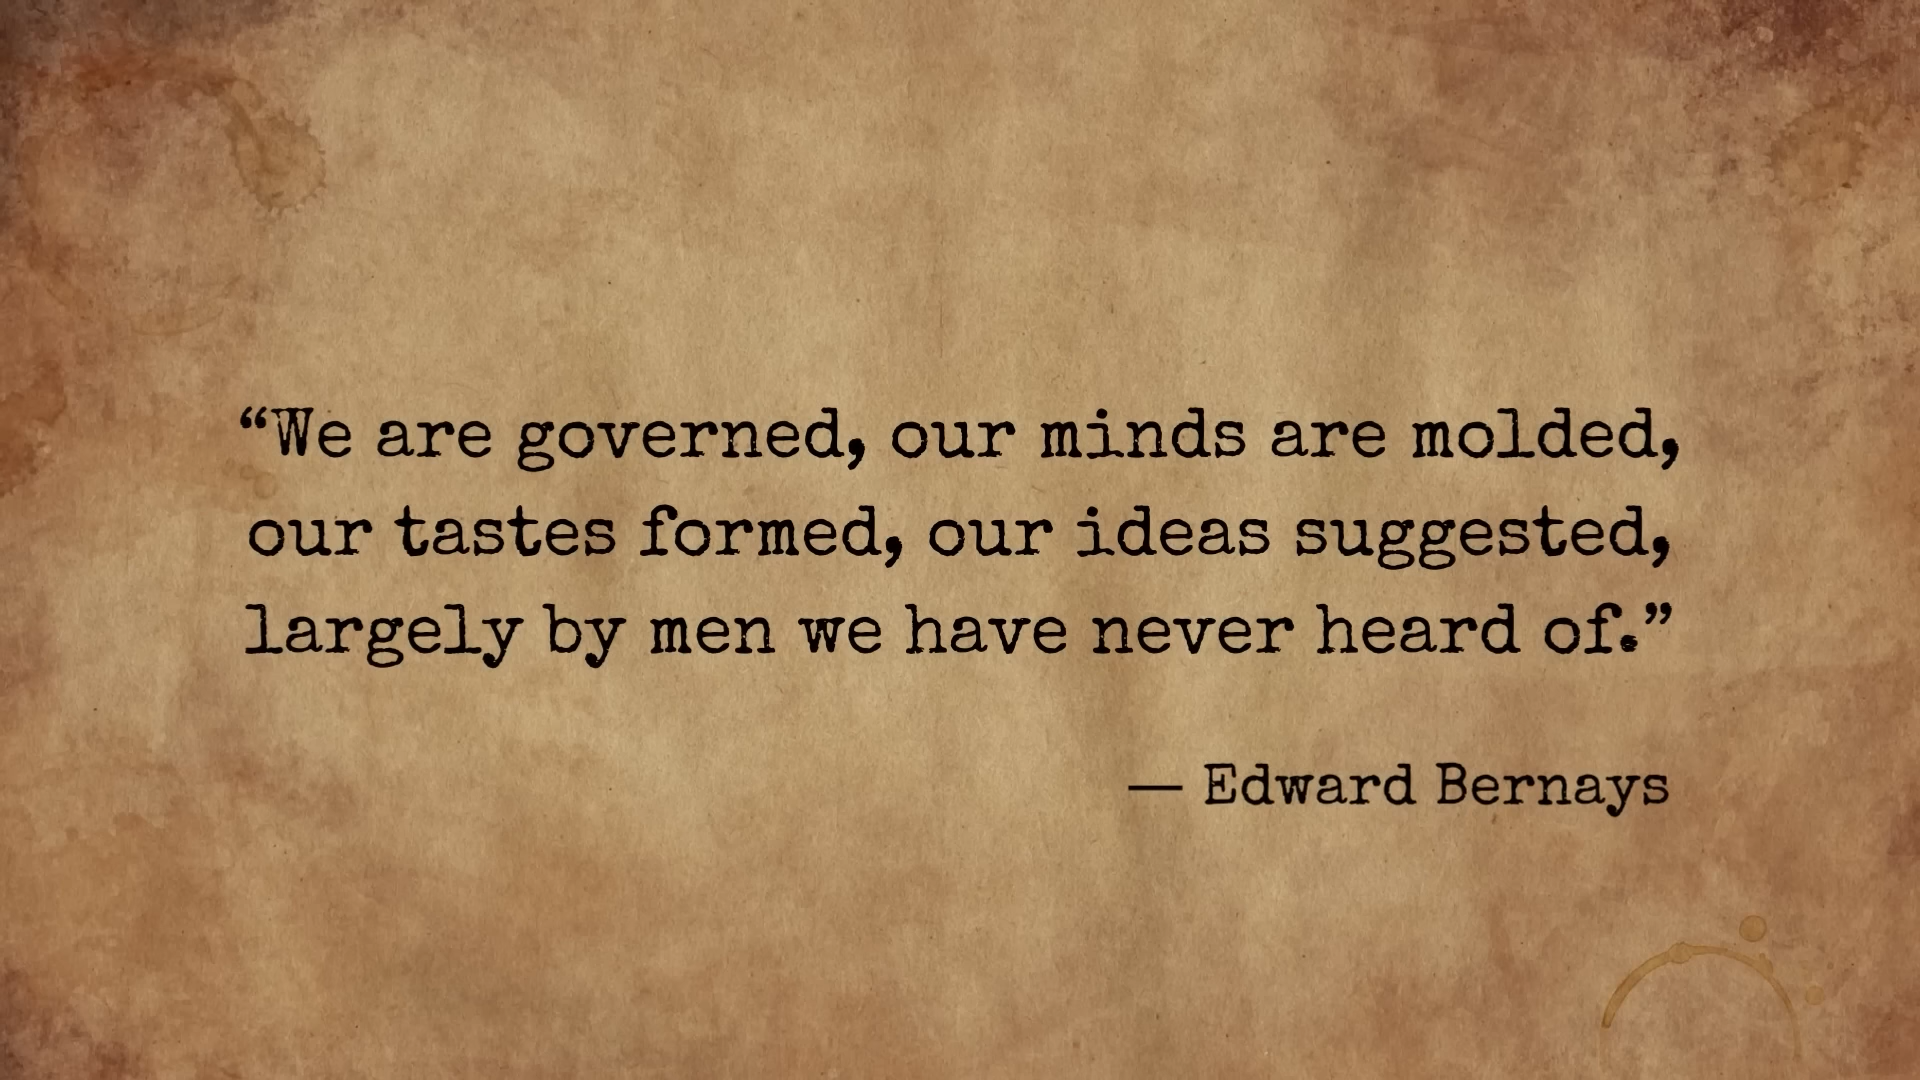 “We are governed, our minds are molded,
our tastes formed, our ideas suggested,
largely by men we have never heard of.”
— Edward Bernays